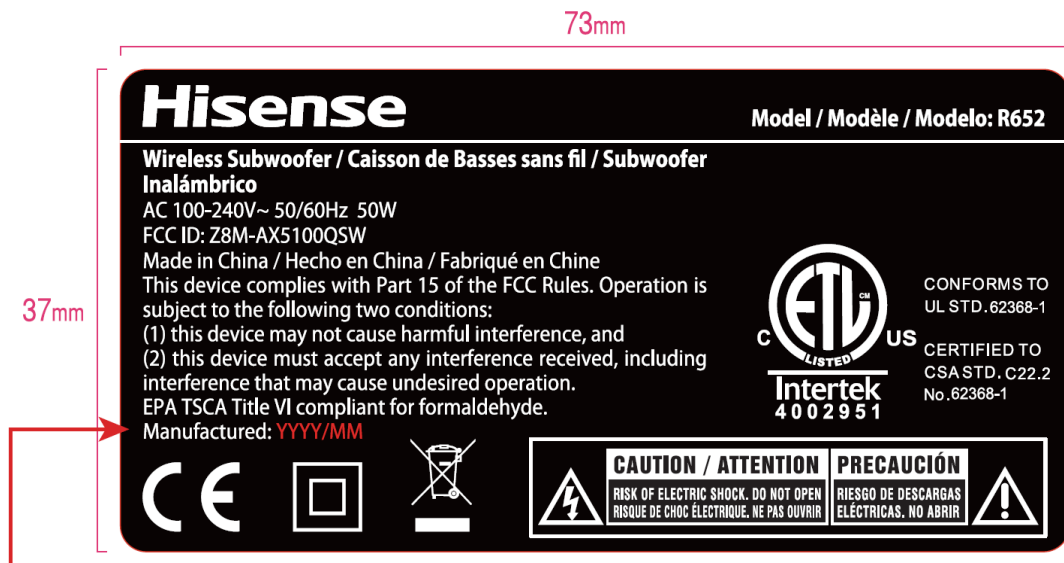 73mm
Hisense
Model / Modèle / Modelo: R652
Wireless Subwoofer / Caisson de Basses sans fil / Subwoofer
Inalámbrico
AC 100-240V~ 50/60Hz 50W
FCC ID: Z8M-AX5100QSW
Made in China / Hecho en China / Fabriqué en Chine
This device complies with Part 15 of the FCC Rules. Operation is
subject to the following two conditions:
(1) this device may not cause harmful interference, and
(2) this device must accept any interference received, including
interference that may cause undesired operation.
EPA TSCA Title VI compliant for formaldehyde.
Manufactured: YYYY/MM
37mm
ETL CM
C US
LISTED
Intertek
4002951
CONFORMS TO
UL STD. 62368-1
CERTIFIED TO
CSA STD. C22.2
No. 62368-1
CE
CAUTION / ATTENTION
RISK OF ELECTRIC SHOCK. DO NOT OPEN
RISQUE DE CHOC ÉLECTRIQUE. NE PAS OUVRIR
PRECAUCIÓN
RIESGO DE DESCARGAS
ELÉCTRICAS. NO ABRIR